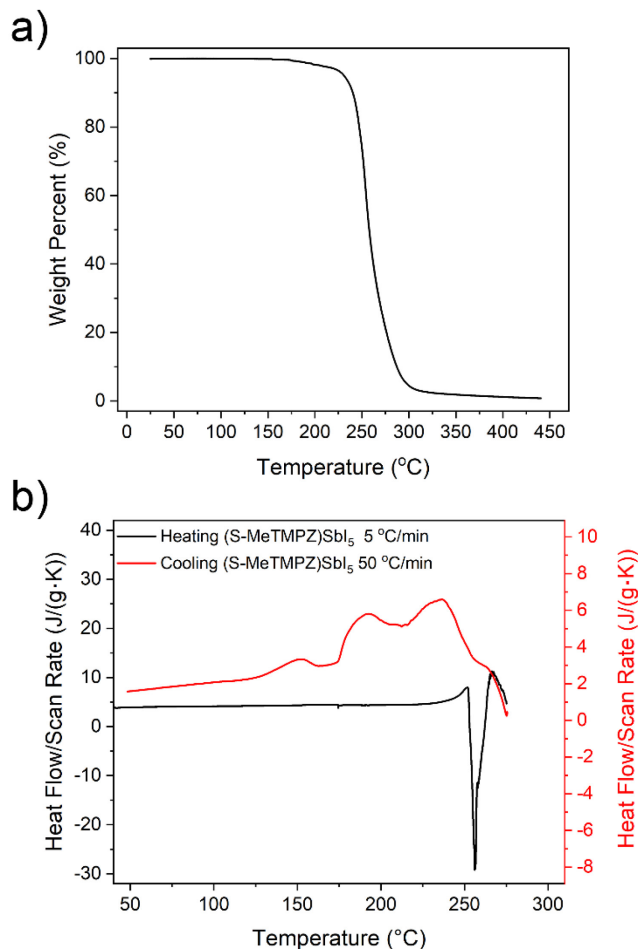 a)
100
80
60
40
20
0
Weight Percent (%)
0 50 100 150 200 250 300 350 400 450
Temperature (°C)
b)
Heating (S-MeTMPZ)SbI₅ 5 °C/min
Cooling (S-MeTMPZ)SbI₅ 50 °C/min
40
30
20
10
0
-10
-20
-30
Heat Flow/Scan Rate (J/(g·K))
10
8
6
4
2
0
-2
-4
-6
-8
Heat Flow/Scan Rate (J/(g·K))
50 100 150 200 250 300
Temperature (°C)